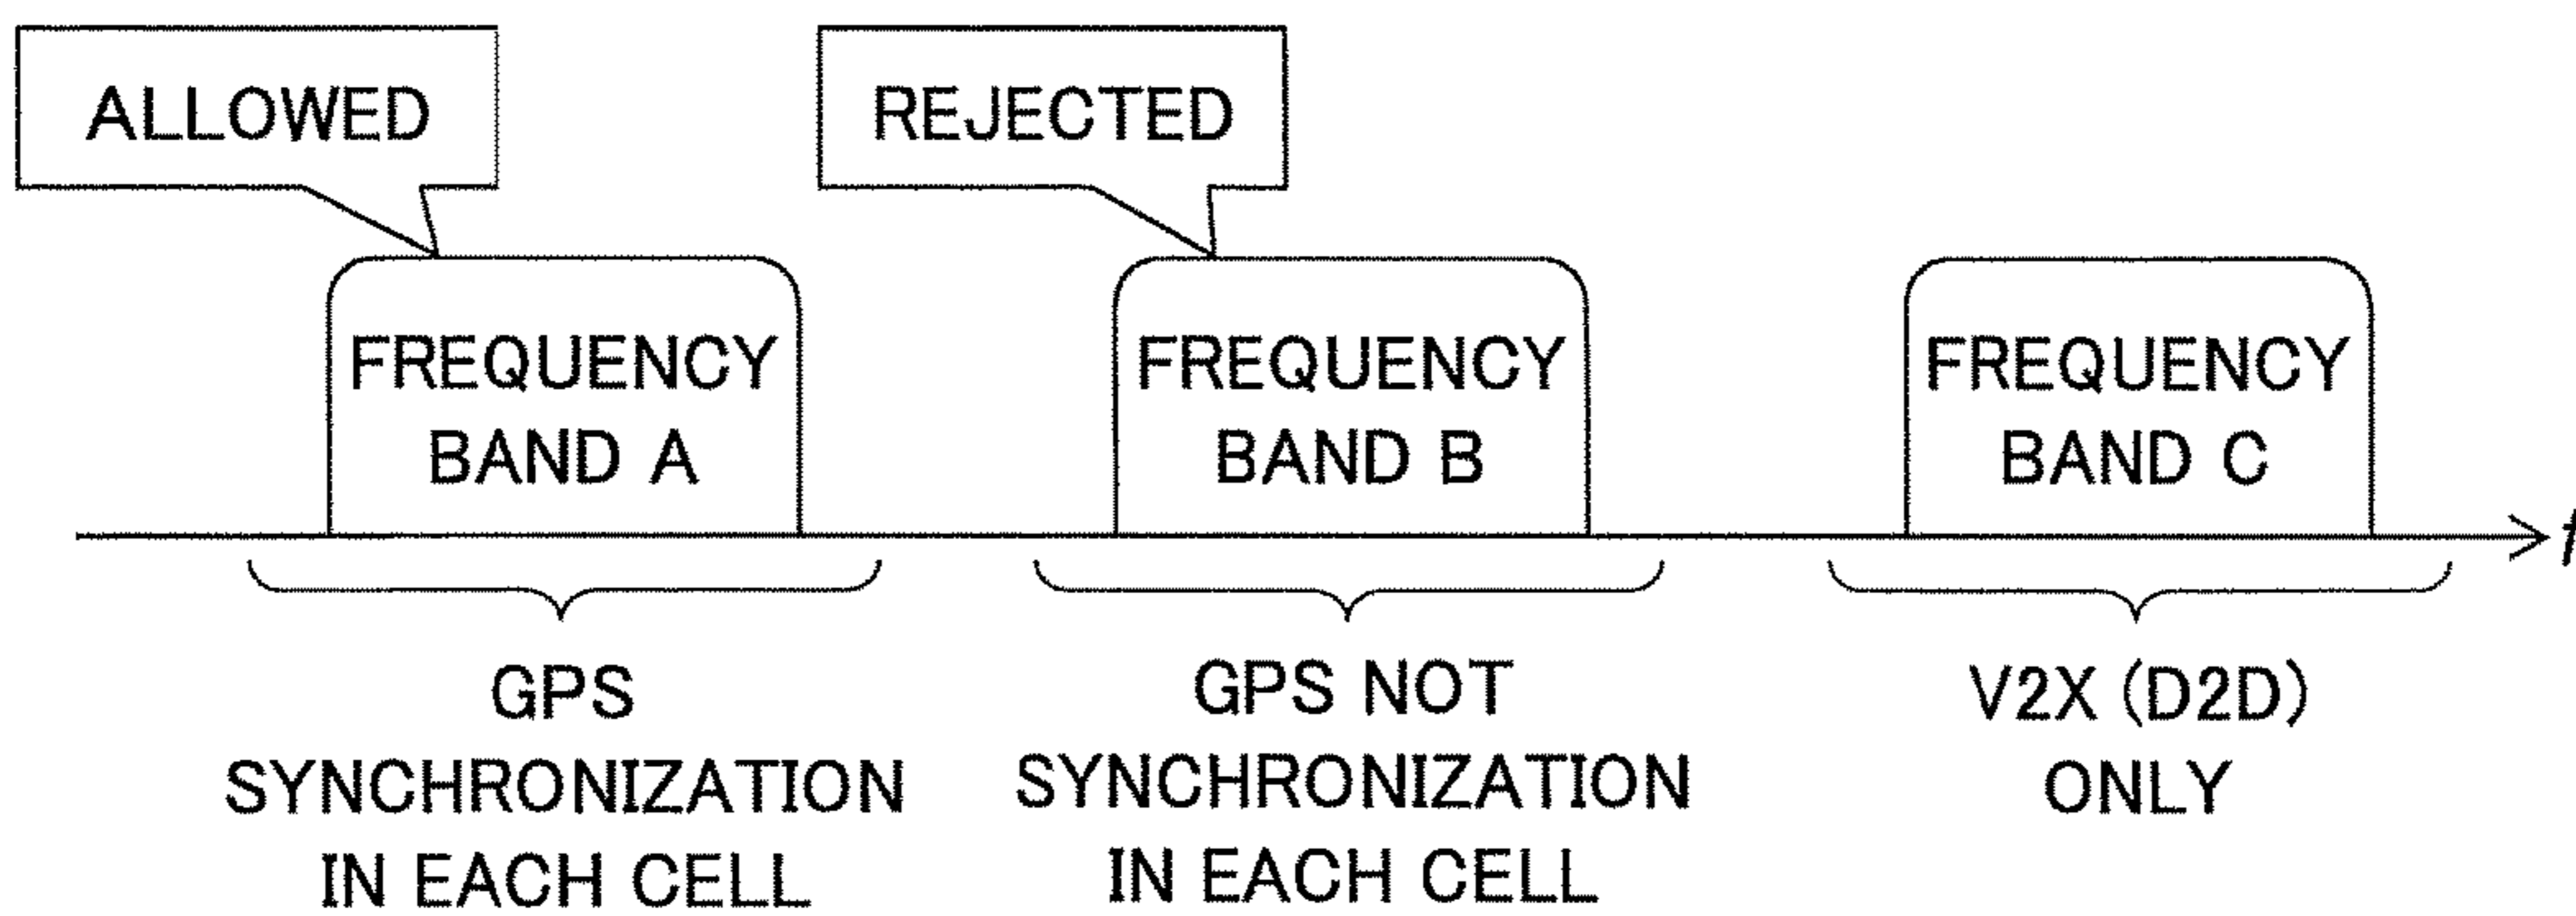 ALLOWED
REJECTED
FREQUENCY
BAND A
FREQUENCY
BAND B
FREQUENCY
BAND C
f
GPS
SYNCHRONIZATION
IN EACH CELL
GPS NOT
SYNCHRONIZATION
IN EACH CELL
V2X (D2D)
ONLY